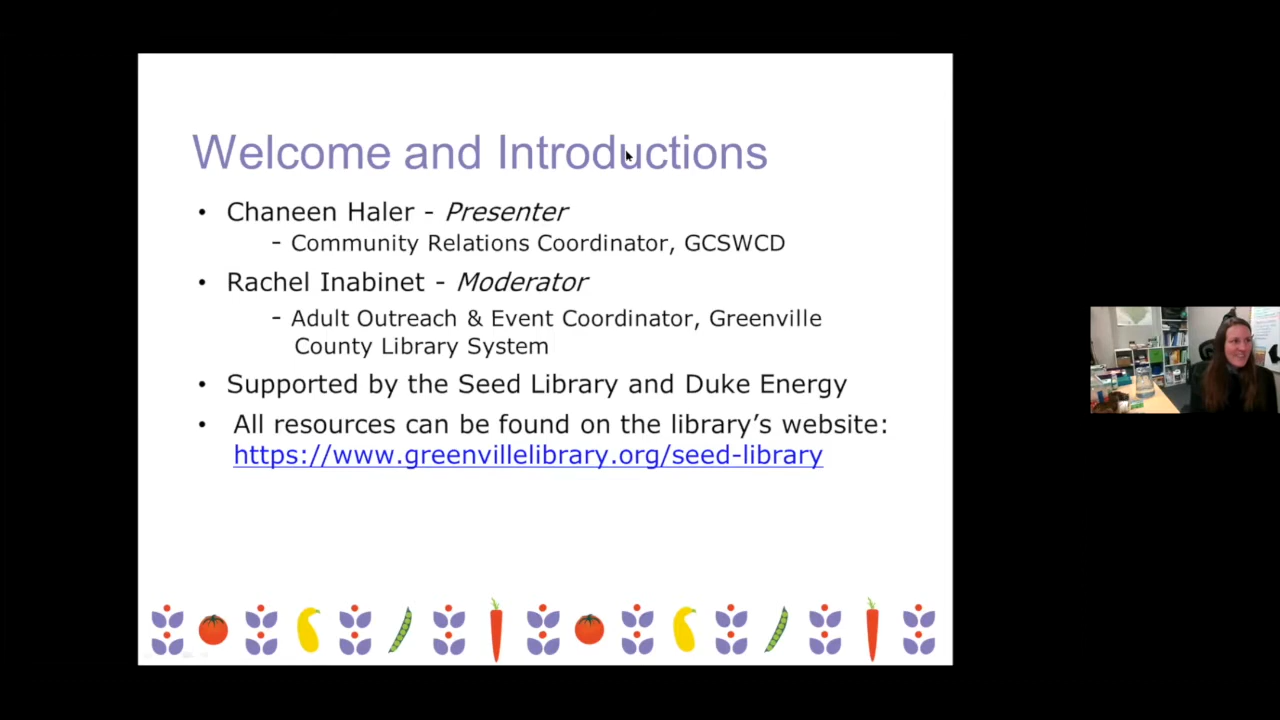 Welcome and Introductions
• Chaneen Haler - Presenter
- Community Relations Coordinator, GCSWCD
• Rachel Inabinet - Moderator
- Adult Outreach & Event Coordinator, Greenville
County Library System
• Supported by the Seed Library and Duke Energy
• All resources can be found on the library's website:
https://www.greenvillelibrary.org/seed-library